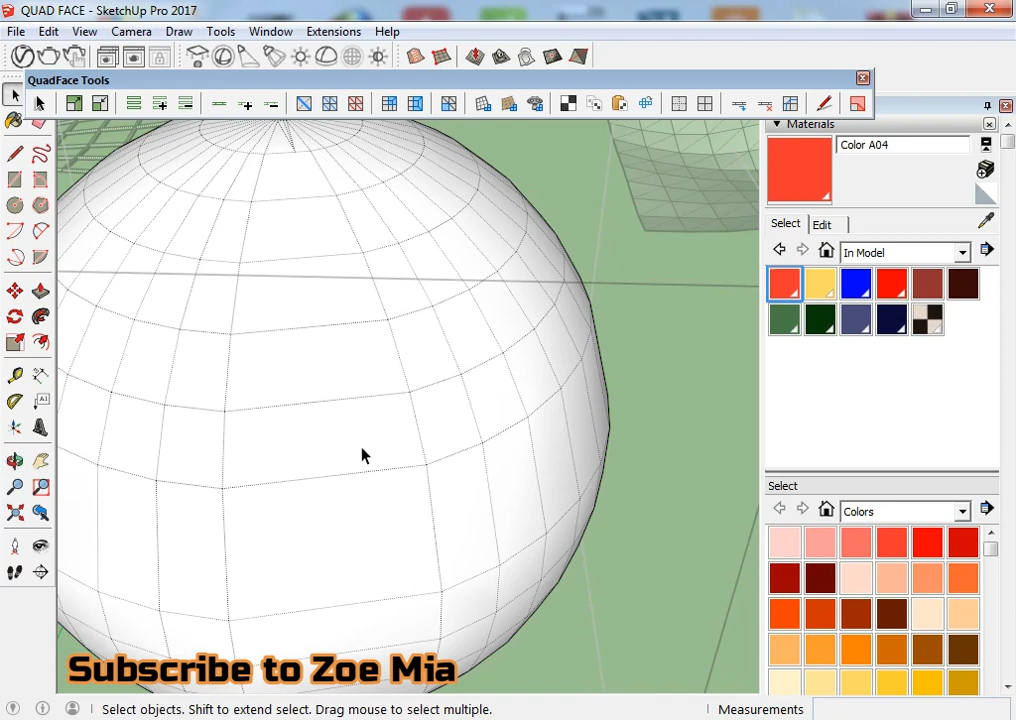 QUAD FACE - SketchUp Pro 2017
File Edit View Camera Draw Tools Window Extensions Help
QuadFace Tools
Materials
Color A04
Select Edit
In Model
Select
Colors
Subscribe to Zoe Mia
Select objects. Shift to extend select. Drag mouse to select multiple.
Measurements